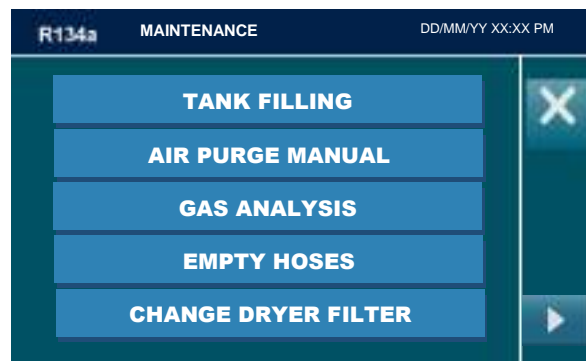 R134a MAINTENANCE DD/MM/YY XX:XX PM
TANK FILLING
AIR PURGE MANUAL
GAS ANALYSIS
EMPTY HOSES
CHANGE DRYER FILTER